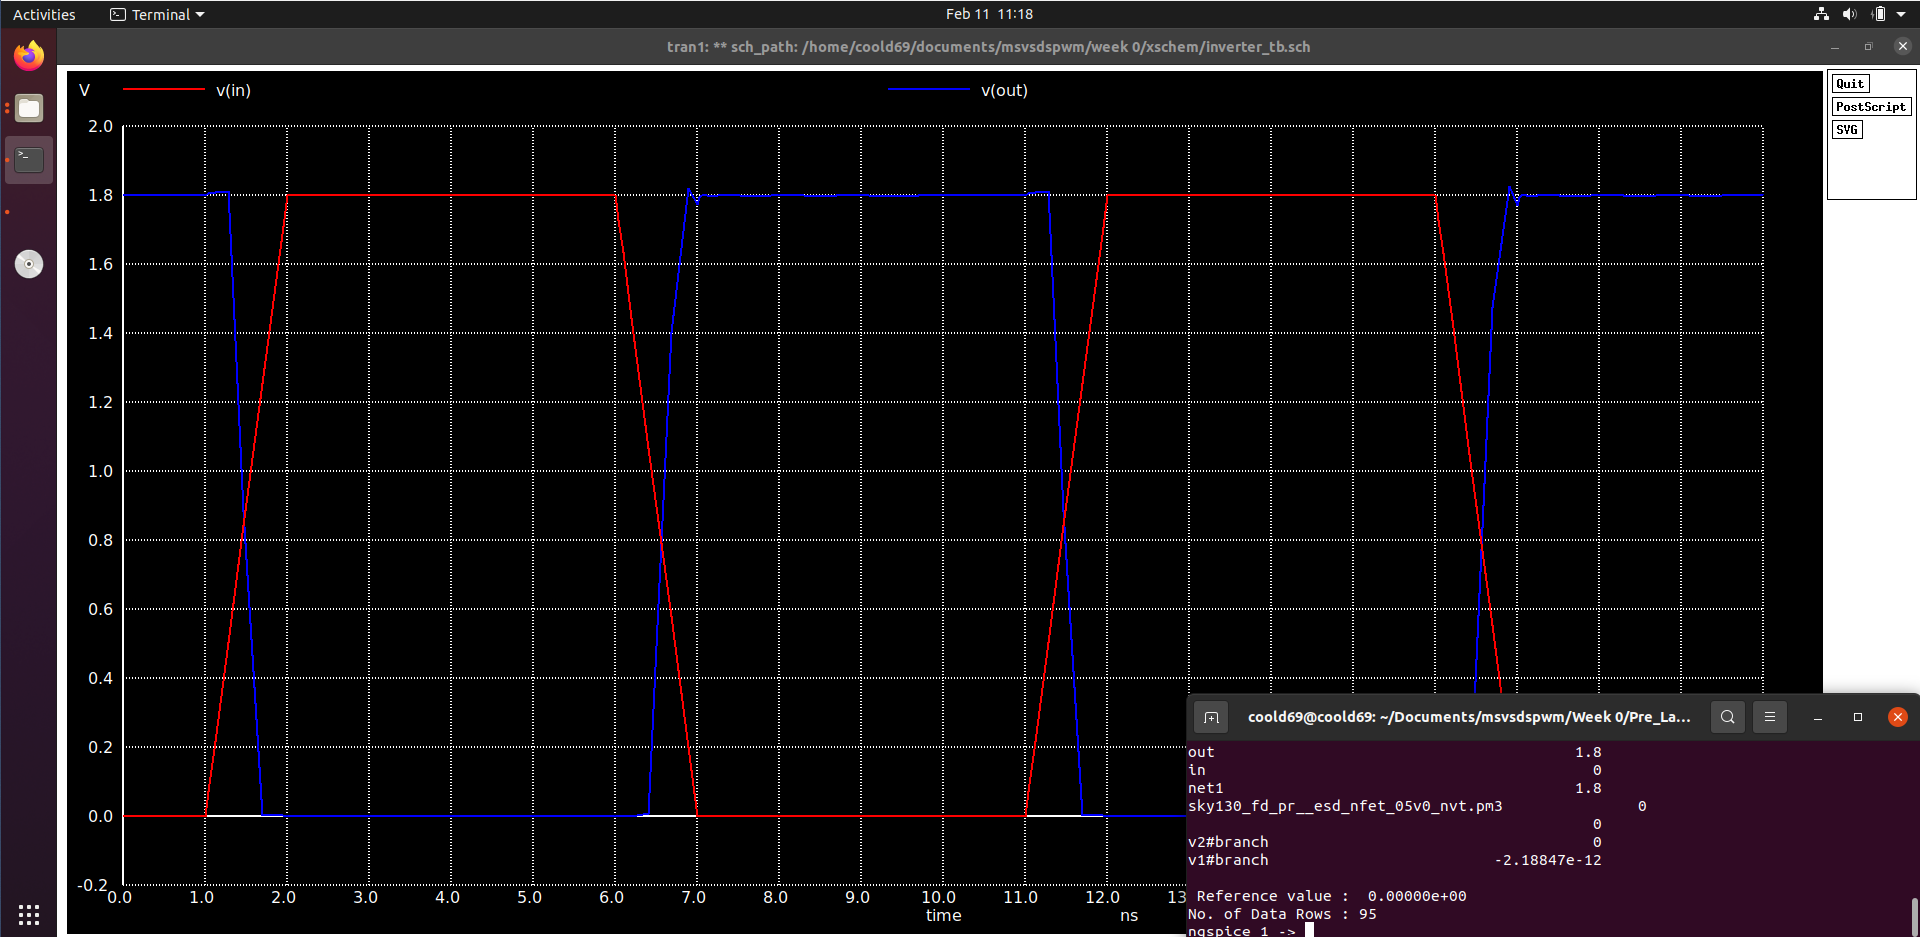 Activities
Terminal
Feb 11 11:18
tran1: ** sch_path: /home/coold69/documents/msvsdspwm/week 0/xschem/inverter_tb.sch
V
v(in)
v(out)
Quit
PostScript
SVG
2.0
1.8
1.6
1.4
1.2
1.0
0.8
0.6
0.4
0.2
0.0
-0.2
0.0 1.0 2.0 3.0 4.0 5.0 6.0 7.0 8.0 9.0 10.0 11.0 12.0 13
time ns
coold69@coold69: ~/Documents/msvsdspwm/Week 0/Pre_La...
out 1.8
in 0
net1 1.8
sky130_fd_pr__esd_nfet_05v0_nvt.pm3 0
0
v2#branch 0
v1#branch -2.18847e-12
Reference value : 0.00000e+00
No. of Data Rows : 95
ngspice 1 ->